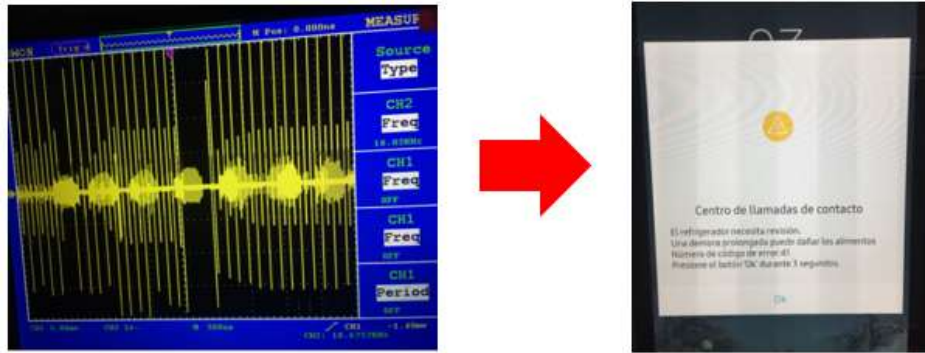 M Pos: 0.000ns
MEASUR
Source
Type
CH2
Freq
CH1
Freq
OFF
CH1
Freq
OFF
CH1
Period
OFF
CH1
03
Centro de llamadas de contacto
El refrigerador necesita revisión.
Una demora prolongada puede dañar los alimentos
Número de código de error: 41
Presione el botón 'Ok' durante 3 segundos.
Ok